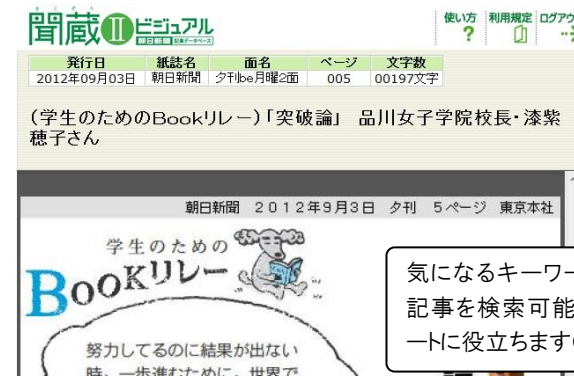 きくぞう
聞蔵Ⅱビジュアル
朝日新聞 記事データベース
使い方 利用規定 ログアウ
?
発行日 紙誌名 面名 ページ 文字数
2012年09月03日 朝日新聞 夕刊be月曜2面 005 00197文字
(学生のためのBookリレー)「突破論」 品川女子学院校長・漆紫
穂子さん
朝日新聞 2012年9月3日 夕刊 5ページ 東京本社
学生のための
BOOKリレー
気になるキーワー
記事を検索可能
ートに役立ちます
努力してるのに結果が出ない
時、一歩進むために、世界で